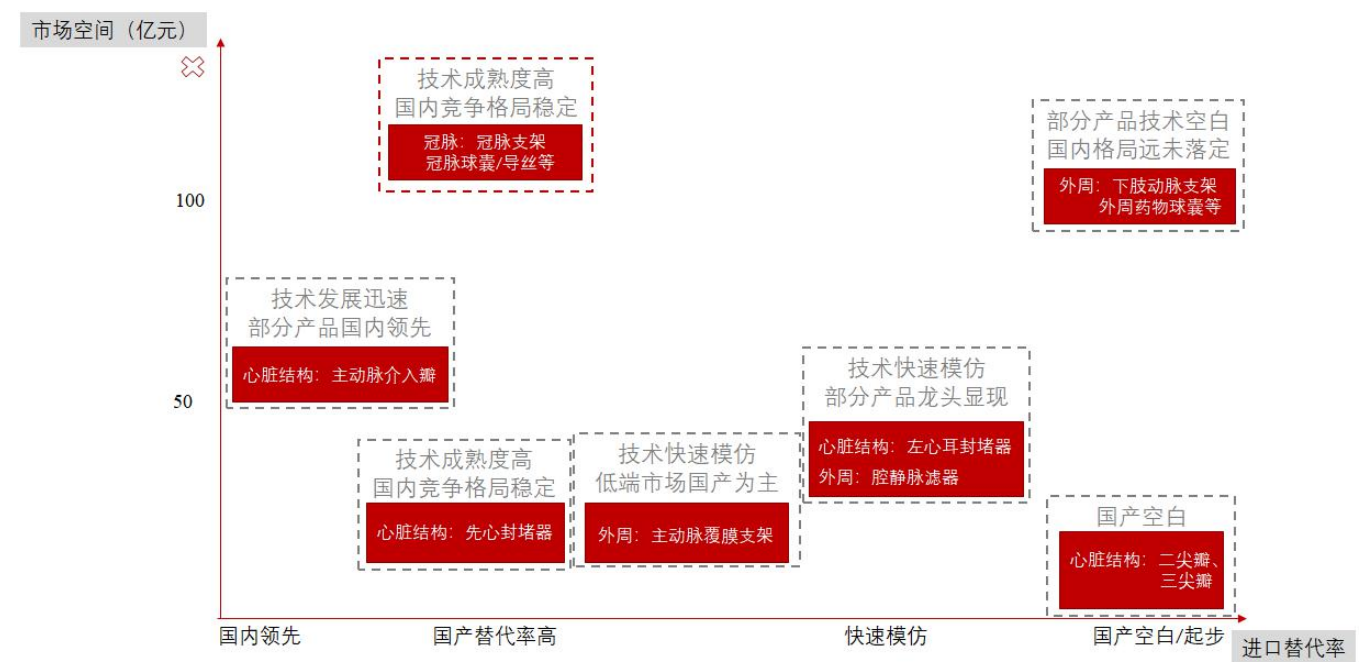 市场空间（亿元）
技术成熟度高
国内竞争格局稳定
冠脉：冠脉支架
冠脉球囊/导丝等
部分产品技术空白
国内格局远未落定
外周：下肢动脉支架
外周药物球囊等
100
技术发展迅速
部分产品国内领先
心脏结构：主动脉介入瓣
50
技术快速模仿
部分产品龙头显现
心脏结构：左心耳封堵器
外周：腔静脉滤器
技术成熟度高
国内竞争格局稳定
心脏结构：先心封堵器
技术快速模仿
低端市场国产为主
外周：主动脉覆膜支架
国产空白
心脏结构：二尖瓣、
三尖瓣
国内领先
国产替代率高
快速模仿
国产空白/起步
进口替代率